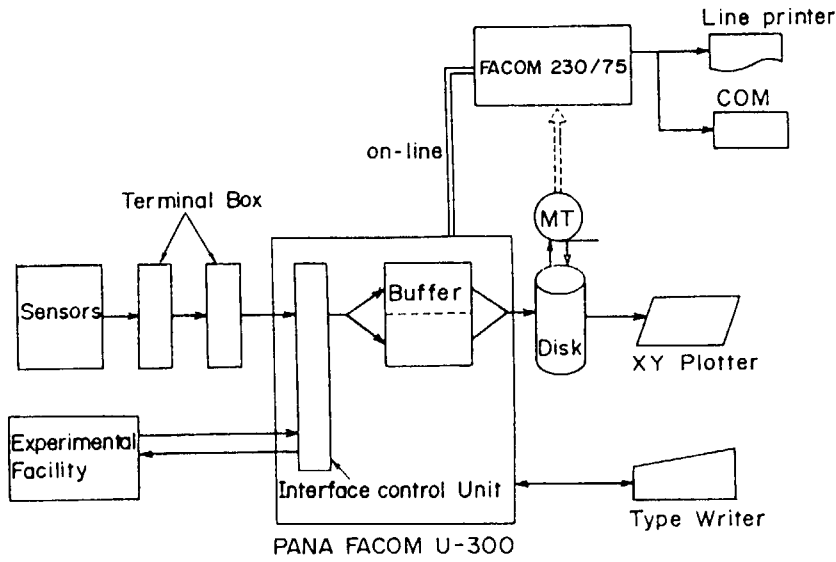 Line printer
FACOM 230/75
COM
on-line
Terminal Box
MT
Sensors
Buffer
Disk
XY Plotter
Experimental
Facility
Interface control Unit
Type Writer
PANA FACOM U-300